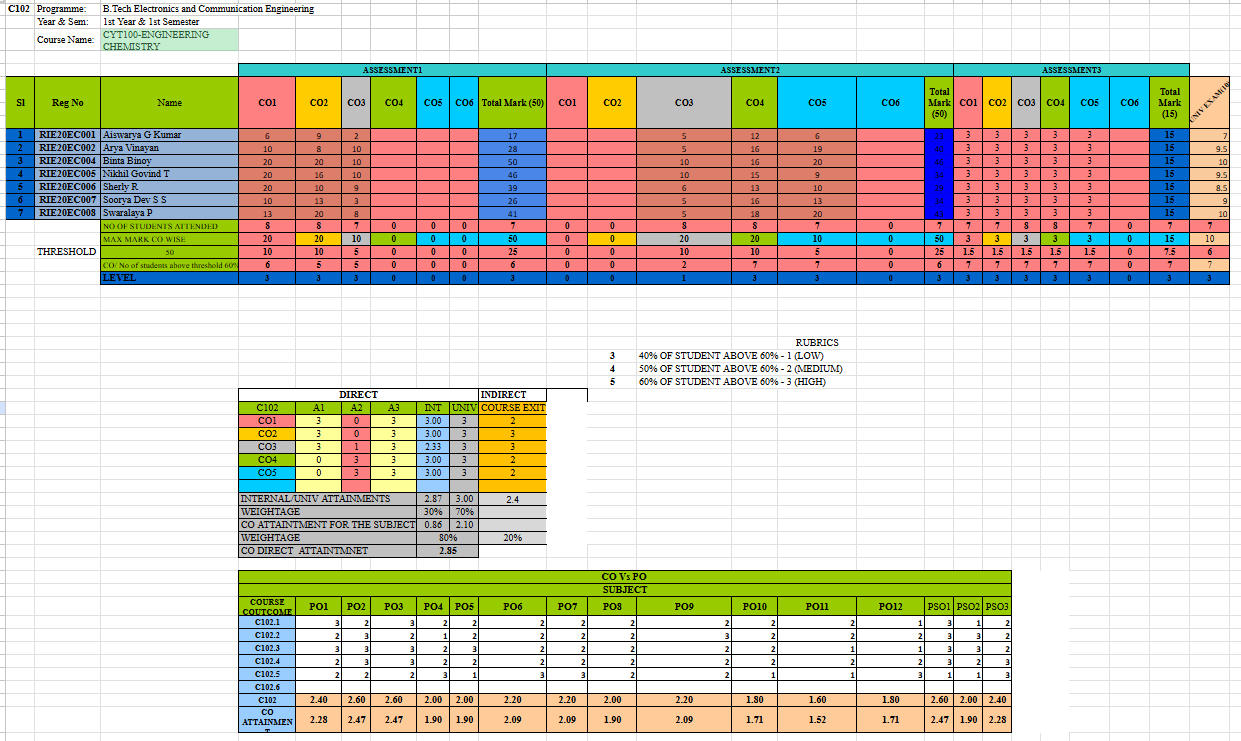 C102 Programme: B.Tech Electronics and Communication Engineering
Year & Sem: 1st Year & 1st Semester
Course Name: CYT100-ENGINEERING CHEMISTRY
ASSESSMENT1 ASSESSMENT2 ASSESSMENT3
Sl Reg No Name CO1 CO2 CO3 CO4 CO5 CO6 Total Mark (50) CO1 CO2 CO3 CO4 CO5 CO6 Total Mark (50) CO1 CO2 CO3 CO4 CO5 CO6 Total Mark (15) UNIV EXAM(10)
1 RIE20EC001 Aiswarya G Kumar 6 9 2 17 5 12 6 3 3 3 3 3 15 7
2 RIE20EC002 Arya Vinayan 10 8 10 28 5 16 19 3 3 3 3 3 15 9.5
3 RIE20EC004 Binta Binoy 20 20 10 50 10 16 20 3 3 3 3 3 15 10
4 RIE20EC005 Nikhil Govind T 20 16 10 46 10 15 9 3 3 3 3 3 15 9.5
5 RIE20EC006 Sherly R 20 10 9 39 6 13 10 3 3 3 3 3 15 8.5
6 RIE20EC007 Soorya Dev S S 10 13 3 26 5 16 13 3 3 3 3 3 15 9
7 RIE20EC008 Swaralaya P 13 20 8 41 5 18 20 3 3 3 3 3 15 10
NO OF STUDENTS ATTENDED 8 8 7 0 0 0 7 0 0 8 8 7 0 7 7 7 8 8 7 0 7 7
MAX MARK CO WISE 20 20 10 0 0 0 50 0 0 20 20 10 0 50 3 3 3 3 3 0 15 10
THRESHOLD 50 10 10 5 0 0 0 25 0 0 10 10 5 0 25 1.5 1.5 1.5 1.5 1.5 0 7.5 6
CO/ No of students above threshold 60% 6 5 5 0 0 0 6 0 0 2 7 7 0 6 7 7 7 7 7 0 7 7
LEVEL 3 3 3 0 0 0 3 0 0 1 3 3 0 3 3 3 3 3 3 0 3 3
RUBRICS
3 40% OF STUDENT ABOVE 60% - 1 (LOW)
4 50% OF STUDENT ABOVE 60% - 2 (MEDIUM)
5 60% OF STUDENT ABOVE 60% - 3 (HIGH)
DIRECT INDIRECT
C102 A1 A2 A3 INT UNIV COURSE EXIT
CO1 3 0 3 3.00 3 2
CO2 3 0 3 3.00 3 3
CO3 3 1 3 2.33 3 3
CO4 0 3 3 3.00 3 2
CO5 0 3 3 3.00 3 2
INTERNAL/UNIV ATTAINMENTS 2.87 3.00 2.4
WEIGHTAGE 30% 70%
CO ATTAINTMENT FOR THE SUBJECT 0.86 2.10
WEIGHTAGE 80% 20%
CO DIRECT ATTAINTMNET 2.85
CO Vs PO
SUBJECT
COURSE COUTCOME PO1 PO2 PO3 PO4 PO5 PO6 PO7 PO8 PO9 PO10 PO11 PO12 PSO1 PSO2 PSO3
C102.1 3 2 3 2 2 2 2 2 2 2 2 1 3 1 2
C102.2 2 3 2 1 2 2 2 2 3 2 2 2 3 3 2
C102.3 3 3 3 2 2 2 2 2 2 2 1 1 3 3 2
C102.4 2 3 3 2 2 2 2 2 2 2 2 2 3 2 3
C102.5 2 2 2 3 1 3 3 2 2 1 1 3 1 1 3
C102.6
C102 2.40 2.60 2.60 2.00 2.00 2.20 2.20 2.00 2.20 1.80 1.60 1.80 2.60 2.00 2.40
CO ATTAINMEN 2.28 2.47 2.47 1.90 1.90 2.09 2.09 1.90 2.09 1.71 1.52 1.71 2.47 1.90 2.28